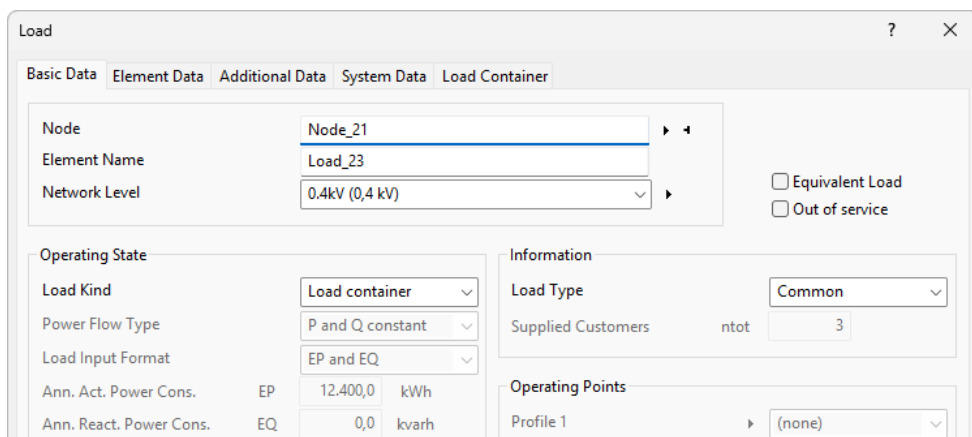 Load ?
Basic Data Element Data Additional Data System Data Load Container
Node Node_21
Element Name Load_23
Network Level 0.4kV (0,4 kV)
Equivalent Load
Out of service
Operating State
Load Kind Load container
Power Flow Type P and Q constant
Load Input Format EP and EQ
Ann. Act. Power Cons. EP 12.400,0 kWh
Ann. React. Power Cons. EQ 0,0 kvarh
Information
Load Type Common
Supplied Customers ntot 3
Operating Points
Profile 1 (none)